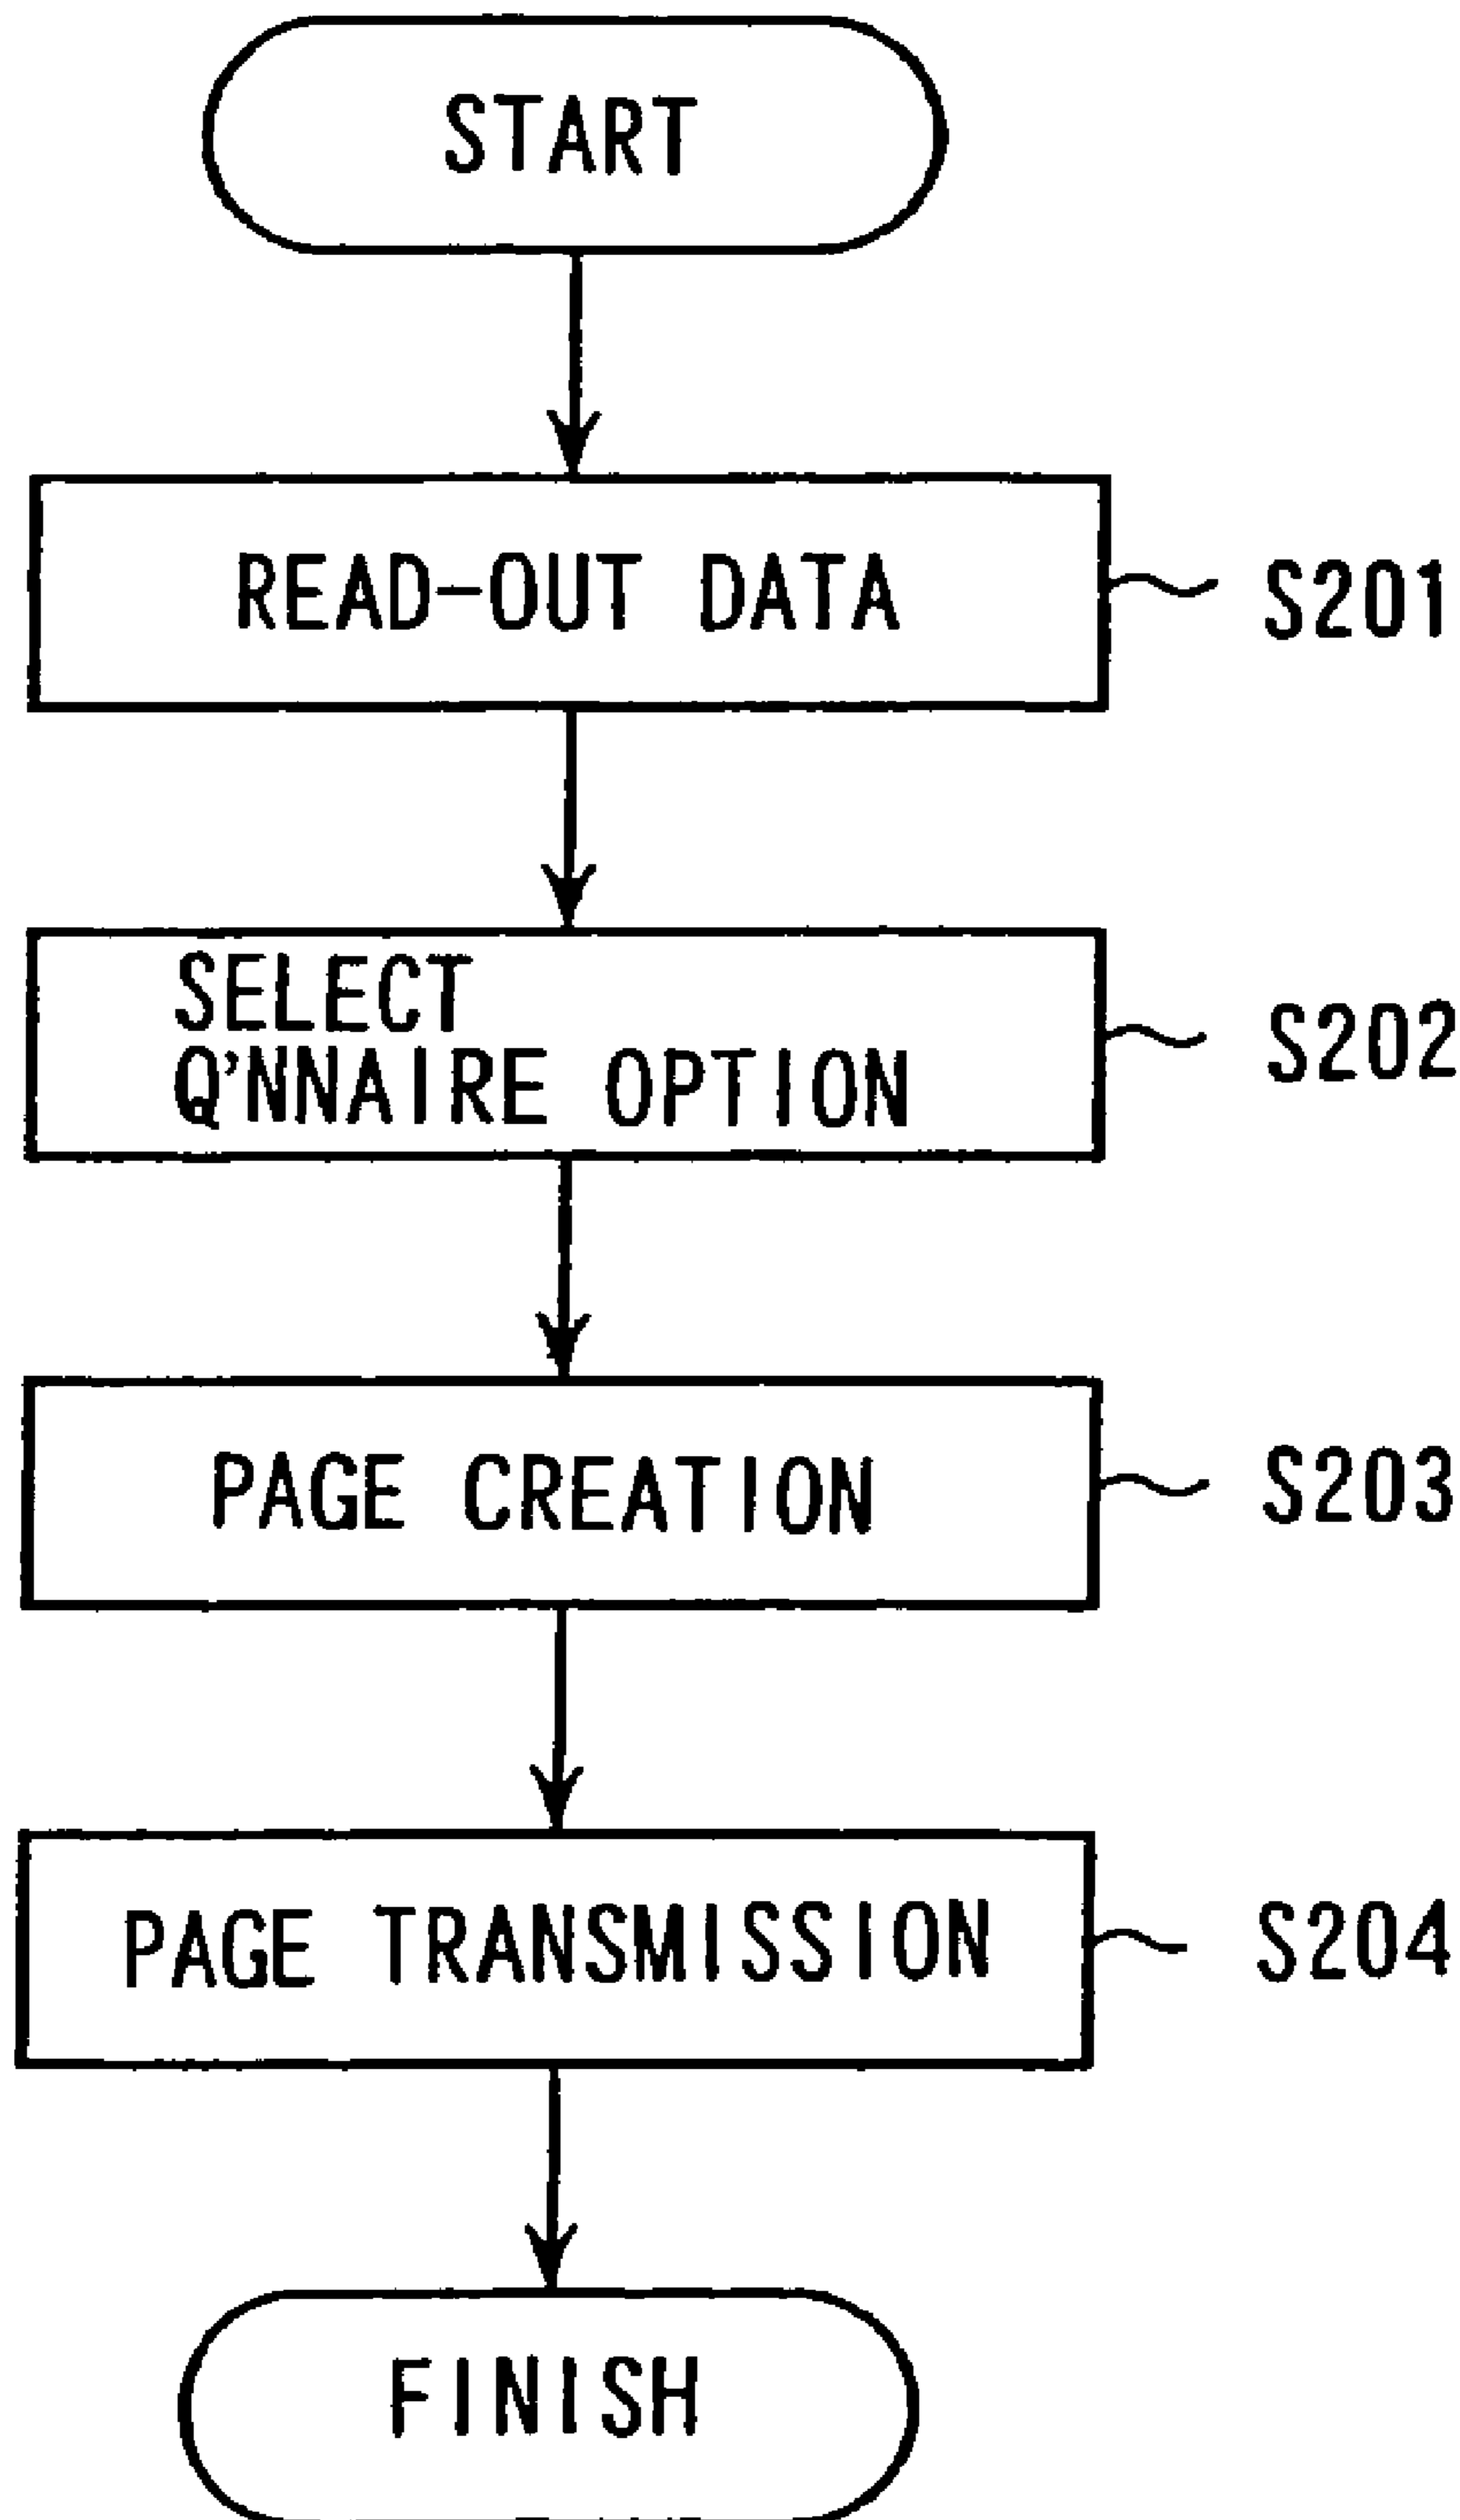 START
READ-OUT DATA
S201
SELECT
Q'NNAIRE OPTION
S202
PAGE CREATION
S203
PAGE TRANSMISSION
S204
FINISH